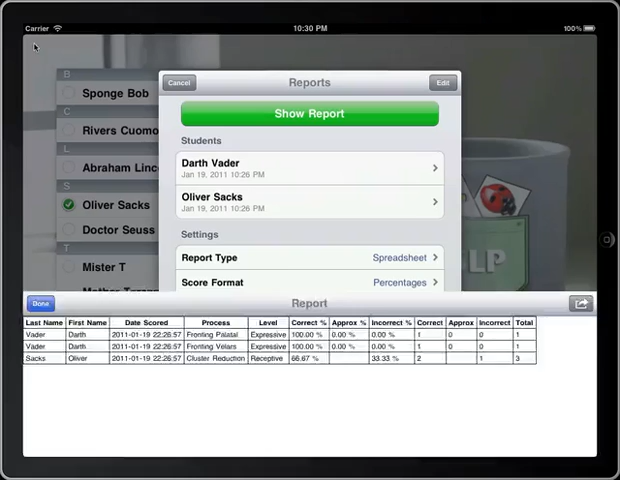 Carrier 10:30 PM 100%
B
Sponge Bob
C
Rivers Cuomo
L
Abraham Linc
S
Oliver Sacks
Doctor Seuss
T
Mister T
Cancel Reports Edit
Show Report
Students
Darth Vader
Jan 19, 2011 10:26 PM
Oliver Sacks
Jan 19, 2011 10:26 PM
Settings
Report Type Spreadsheet
Score Format Percentages
LP
Done Report
Last Name First Name Date Scored Process Level Correct % Approx % Incorrect % Correct Approx Incorrect Total
Vader Darth 2011-01-19 22:26:57 Fronting Palatal Expressive 100.00 % 0.00 % 0.00 % 1 0 0 1
Vader Darth 2011-01-19 22:26:57 Fronting Velars Expressive 100.00 % 0.00 % 0.00 % 1 0 0 1
Sacks Oliver 2011-01-19 22:26:57 Cluster Reduction Receptive 66.67 % 33.33 % 2 1 3